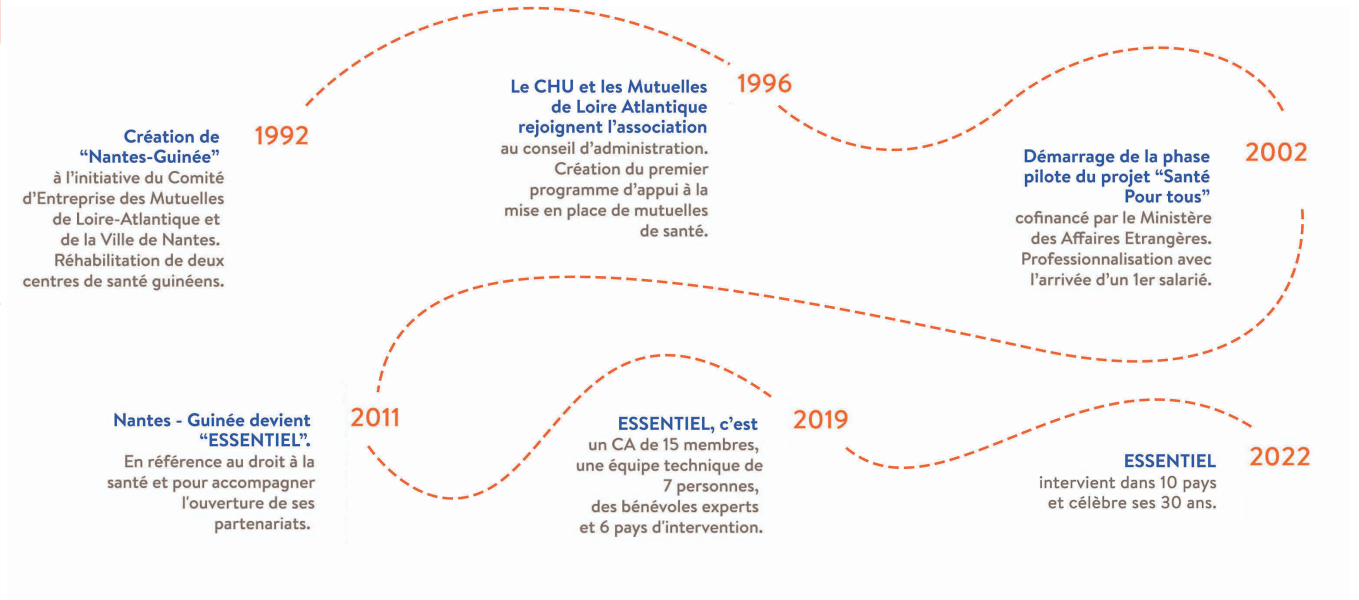 Création de
“Nantes-Guinée”
à l’initiative du Comité
d’Entreprise des Mutuelles
de Loire-Atlantique et
de la Ville de Nantes.
Réhabilitation de deux
centres de santé guinéens.
1992
Le CHU et les Mutuelles
de Loire Atlantique
rejoignent l’association
au conseil d’administration.
Création du premier
programme d’appui à la
mise en place de mutuelles
de santé.
1996
Démarrage de la phase
pilote du projet “Santé
Pour tous”
cofinancé par le Ministère
des Affaires Etrangères.
Professionnalisation avec
l’arrivée d’un 1er salarié.
2002
Nantes - Guinée devient
“ESSENTIEL”.
En référence au droit à la
santé et pour accompagner
l'ouverture de ses
partenariats.
2011
ESSENTIEL, c’est
un CA de 15 membres,
une équipe technique de
7 personnes,
des bénévoles experts
et 6 pays d'intervention.
2019
ESSENTIEL
intervient dans 10 pays
et célèbre ses 30 ans.
2022